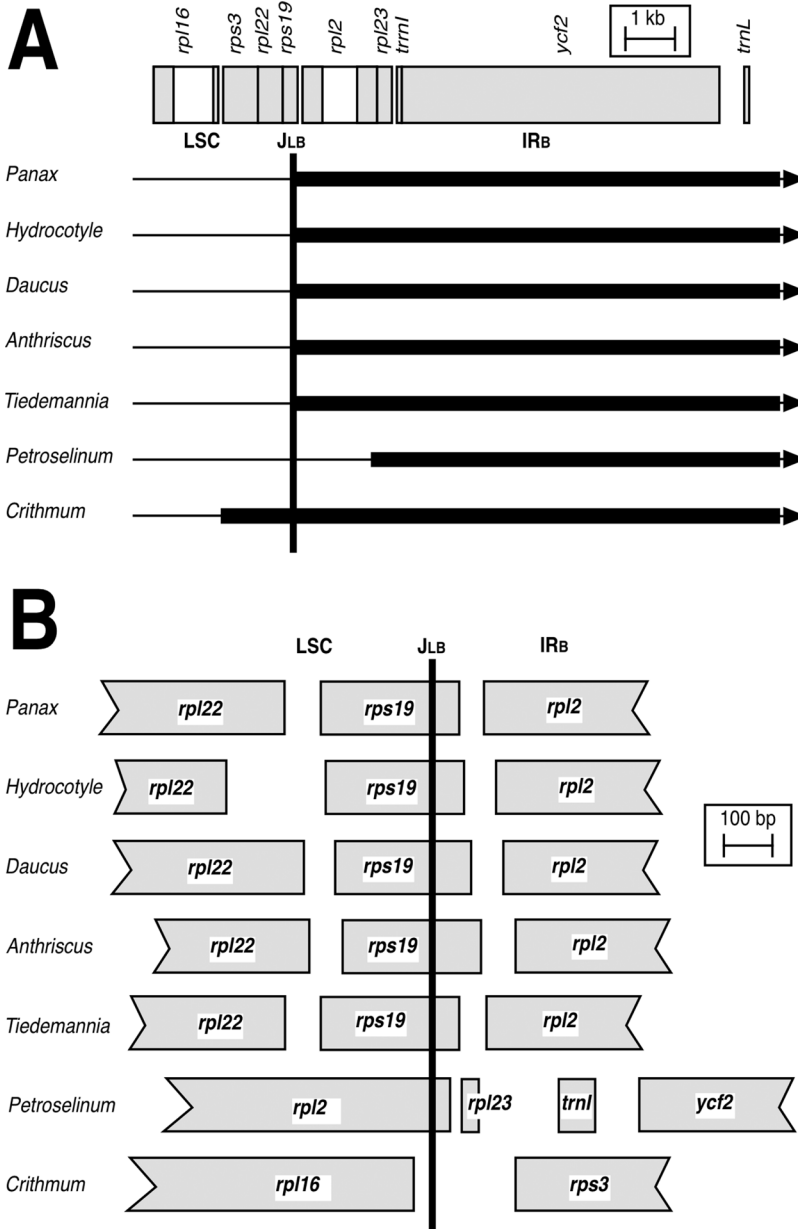 A
rpl16 rps3 rpl22 rps19 rpl2 rpl23 trnI ycf2 1 kb trnL
LSC JLB IRB
Panax
Hydrocotyle
Daucus
Anthriscus
Tiedemannia
Petroselinum
Crithmum
B
LSC JLB IRB
Panax rpl22 rps19 rpl2
Hydrocotyle rpl22 rps19 rpl2
100 bp
Daucus rpl22 rps19 rpl2
Anthriscus rpl22 rps19 rpl2
Tiedemannia rpl22 rps19 rpl2
Petroselinum rpl2 rpl23 trnI ycf2
Crithmum rpl16 rps3